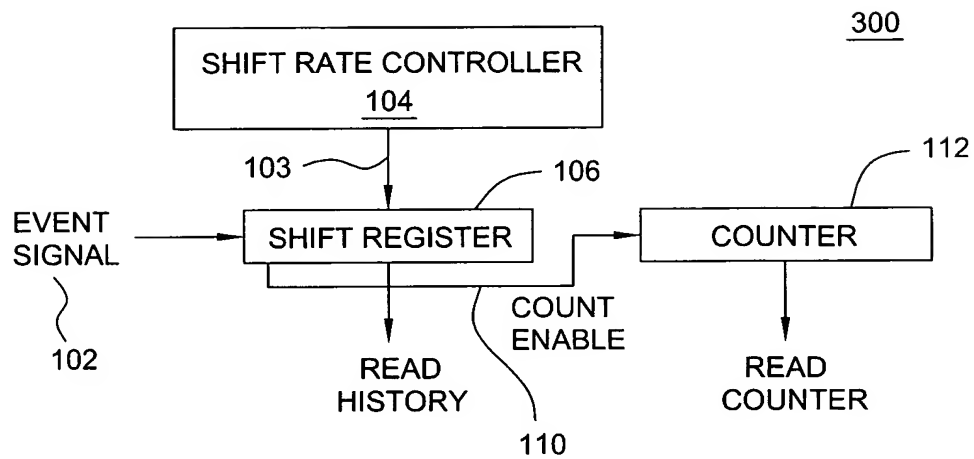 300
SHIFT RATE CONTROLLER
104
103
106
112
EVENT
SIGNAL
SHIFT REGISTER
COUNTER
102
COUNT
ENABLE
READ
HISTORY
READ
COUNTER
110